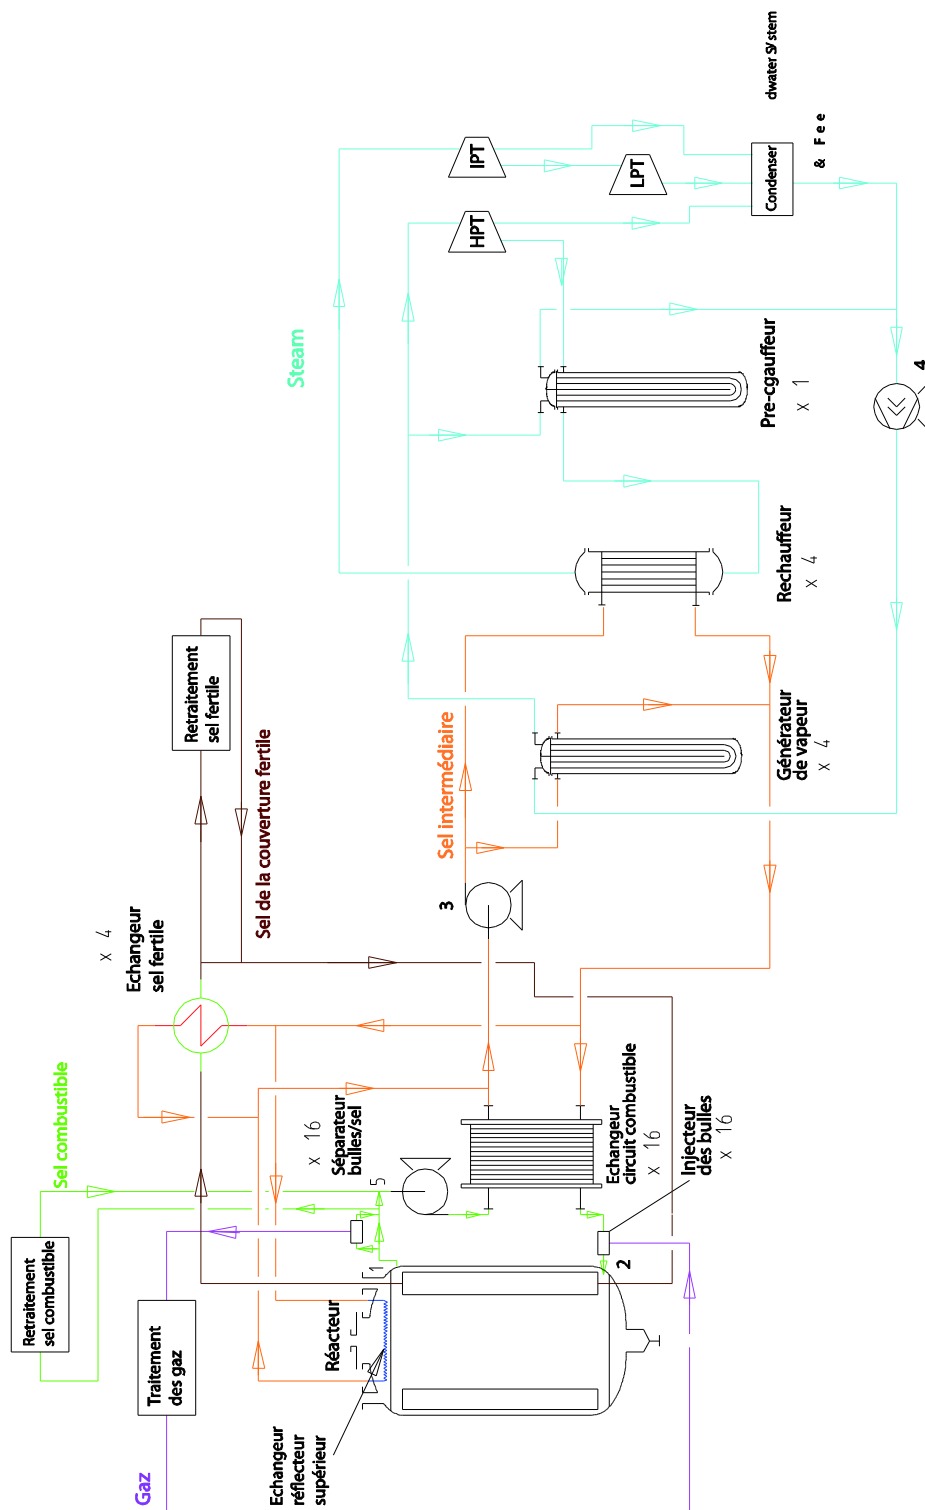 Gaz
Traitement
des gaz
Retraitement
sel combustible
Sel combustible
Echangeur
réflecteur
supérieur
Réacteur
1
2
5
x 16
Séparateur
bulles/sel
Echangeur
circuit combustible
x 16
Injecteur
des bulles
x 16
x 4
Echangeur
sel fertile
Sel de la couverture fertile
Retraitement
sel fertile
3
Sel intermédiaire
Générateur
de vapeur
x 4
Rechauffeur
x 4
Pre-cgauffeur
x 1
Steam
HPT
IPT
LPT
Condenser
& Fee
dwater System
4